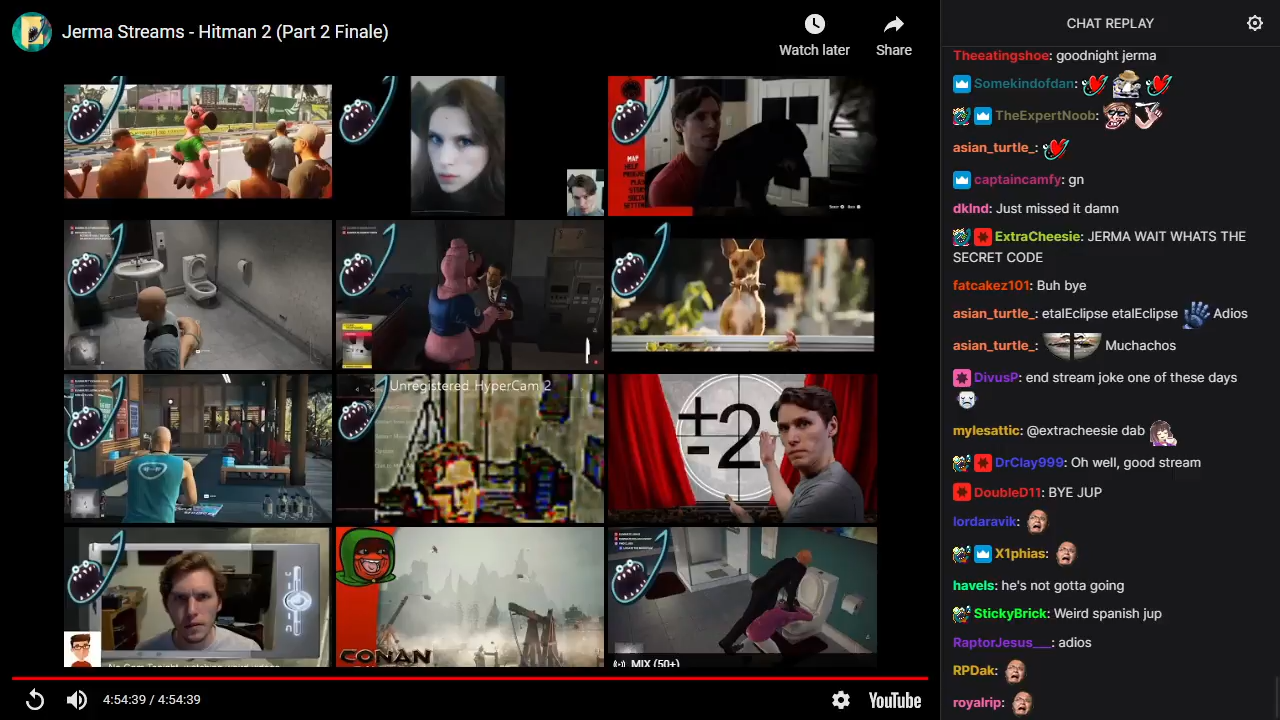 Jerma Streams - Hitman 2 (Part 2 Finale)
Watch later
Share
MAP
Unregistered HyperCam 2
+2
-
CONAN
MIX (50+)
4:54:39 / 4:54:39
YouTube
CHAT REPLAY
Theeatingshoe: goodnight jerma
Somekindofdan:
TheExpertNoob:
asian_turtle_:
captaincamfy: gn
dklnd: Just missed it damn
ExtraCheesie: JERMA WAIT WHATS THE
SECRET CODE
fatcakez101: Buh bye
asian_turtle_: etalEclipse etalEclipse Adios
asian_turtle_: Muchachos
DivusP: end stream joke one of these days
mylesattic: @extracheesie dab
DrClay999: Oh well, good stream
DoubleD11: BYE JUP
lordaravik:
X1phias:
havels: he's not gotta going
StickyBrick: Weird spanish jup
RaptorJesus___: adios
RPDak:
royalrip: